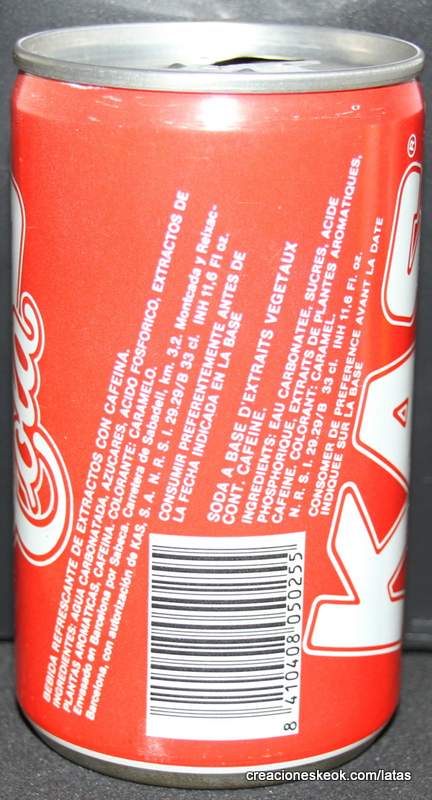 Cola
BEBIDA REFRESCANTE DE EXTRACTOS CON CAFEINA.
INGREDIENTES: AGUA CARBONATADA, AZUCARES, ACIDO FOSFORICO, EXTRACTOS DE
PLANTAS AROMATICAS, CAFEINA. COLORANTE: CARAMELO.
Envasado en Barcelona por Sabeca. Carretera de Sabadell, km. 3,2. Montcada y Reixac-
Barcelona, con autorización de KAS, S. A. N. R. S. I. 29.29/B 33 cl. INH 11.6 Fl. oz.
CONSUMIR PREFERENTEMENTE ANTES DE
LA FECHA INDICADA EN LA BASE
SODA A BASE D'EXTRAITS VEGETAUX
CONT. CAFEINE.
INGREDIENTS: EAU CARBONATEE, SUCRES, ACIDE
PHOSPHORIQUE, EXTRAITS DE PLANTES AROMATIQUES,
CAFEINE, COLORANT: CARAMEL.
N. R. S. I. 29.29/B 33 cl. INH 11.6 Fl. oz.
CONSOMER DE PREFERENCE AVANT LA DATE
INDIQUEE SUR LA BASE
KAS®
8 410408 050255
creacioneskeok.com/latas